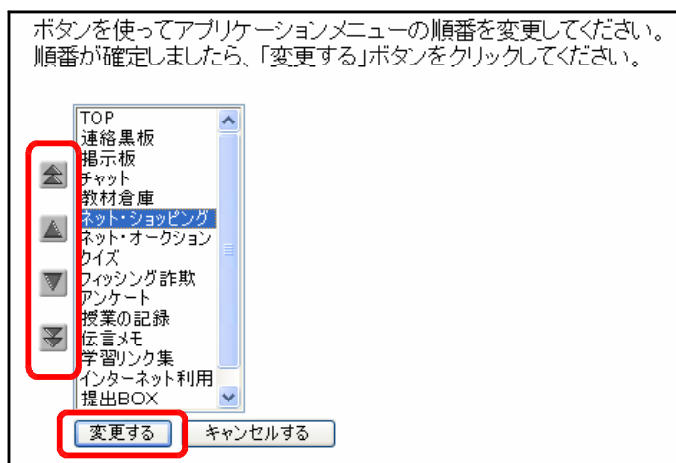 ボタンを使ってアプリケーションメニューの順番を変更してください。
順番が確定しましたら、「変更する」ボタンをクリックしてください。
TOP
連絡黒板
掲示板
チャット
教材倉庫
ネット・ショッピング
ネット・オークション
クイズ
フィッシング詐欺
アンケート
授業の記録
伝言メモ
学習リンク集
インターネット利用
提出BOX
変更する
キャンセルする